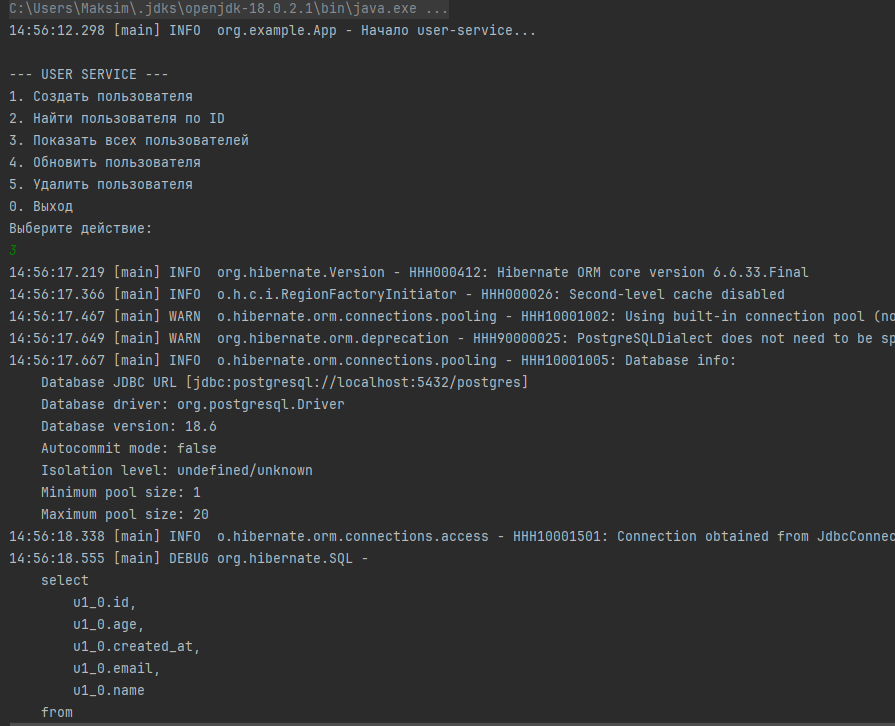 C:\Users\Maksim\.jdks\openjdk-18.0.2.1\bin\java.exe ...
14:56:12.298 [main] INFO  org.example.App - Начало user-service...
--- USER SERVICE ---
1. Создать пользователя
2. Найти пользователя по ID
3. Показать всех пользователей
4. Обновить пользователя
5. Удалить пользователя
0. Выход
Выберите действие:
3
14:56:17.219 [main] INFO  org.hibernate.Version - HHH000412: Hibernate ORM core version 6.6.33.Final
14:56:17.366 [main] INFO  o.h.c.i.RegionFactoryInitiator - HHH000026: Second-level cache disabled
14:56:17.467 [main] WARN  o.hibernate.orm.connections.pooling - HHH10001002: Using built-in connection pool (no
14:56:17.649 [main] WARN  org.hibernate.orm.deprecation - HHH90000025: PostgreSQLDialect does not need to be sp
14:56:17.667 [main] INFO  o.hibernate.orm.connections.pooling - HHH10001005: Database info:
Database JDBC URL [jdbc:postgresql://localhost:5432/postgres]
Database driver: org.postgresql.Driver
Database version: 18.6
Autocommit mode: false
Isolation level: undefined/unknown
Minimum pool size: 1
Maximum pool size: 20
14:56:18.338 [main] INFO  o.hibernate.orm.connections.access - HHH10001501: Connection obtained from JdbcConnec
14:56:18.555 [main] DEBUG org.hibernate.SQL -
select
u1_0.id,
u1_0.age,
u1_0.created_at,
u1_0.email,
u1_0.name
from